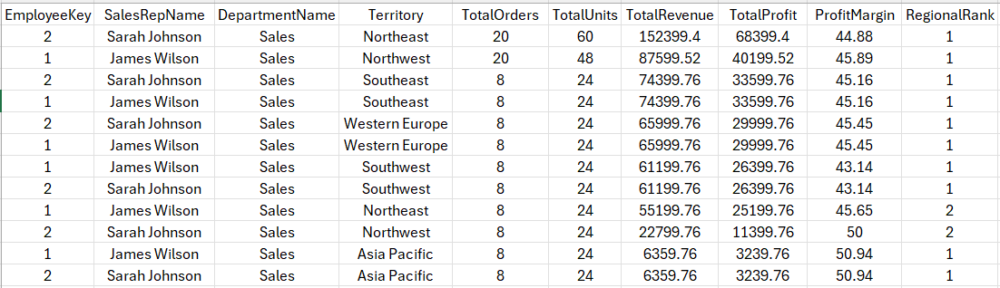 EmployeeKey SalesRepName DepartmentName Territory TotalOrders TotalUnits TotalRevenue TotalProfit ProfitMargin RegionalRank
2 Sarah Johnson Sales Northeast 20 60 152399.4 68399.4 44.88 1
1 James Wilson Sales Northwest 20 48 87599.52 40199.52 45.89 1
2 Sarah Johnson Sales Southeast 8 24 74399.76 33599.76 45.16 1
1 James Wilson Sales Southeast 8 24 74399.76 33599.76 45.16 1
2 Sarah Johnson Sales Western Europe 8 24 65999.76 29999.76 45.45 1
1 James Wilson Sales Western Europe 8 24 65999.76 29999.76 45.45 1
1 James Wilson Sales Southwest 8 24 61199.76 26399.76 43.14 1
2 Sarah Johnson Sales Southwest 8 24 61199.76 26399.76 43.14 1
1 James Wilson Sales Northeast 8 24 55199.76 25199.76 45.65 2
2 Sarah Johnson Sales Northwest 8 24 22799.76 11399.76 50 2
1 James Wilson Sales Asia Pacific 8 24 6359.76 3239.76 50.94 1
2 Sarah Johnson Sales Asia Pacific 8 24 6359.76 3239.76 50.94 1